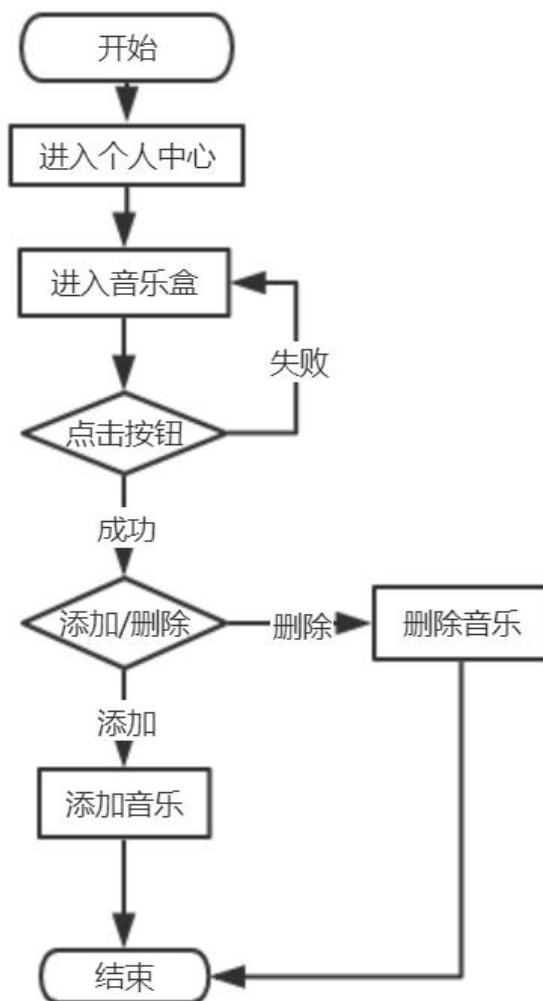 开始
进入个人中心
进入音乐盒
失败
点击按钮
成功
添加/删除
删除
删除音乐
添加
添加音乐
结束